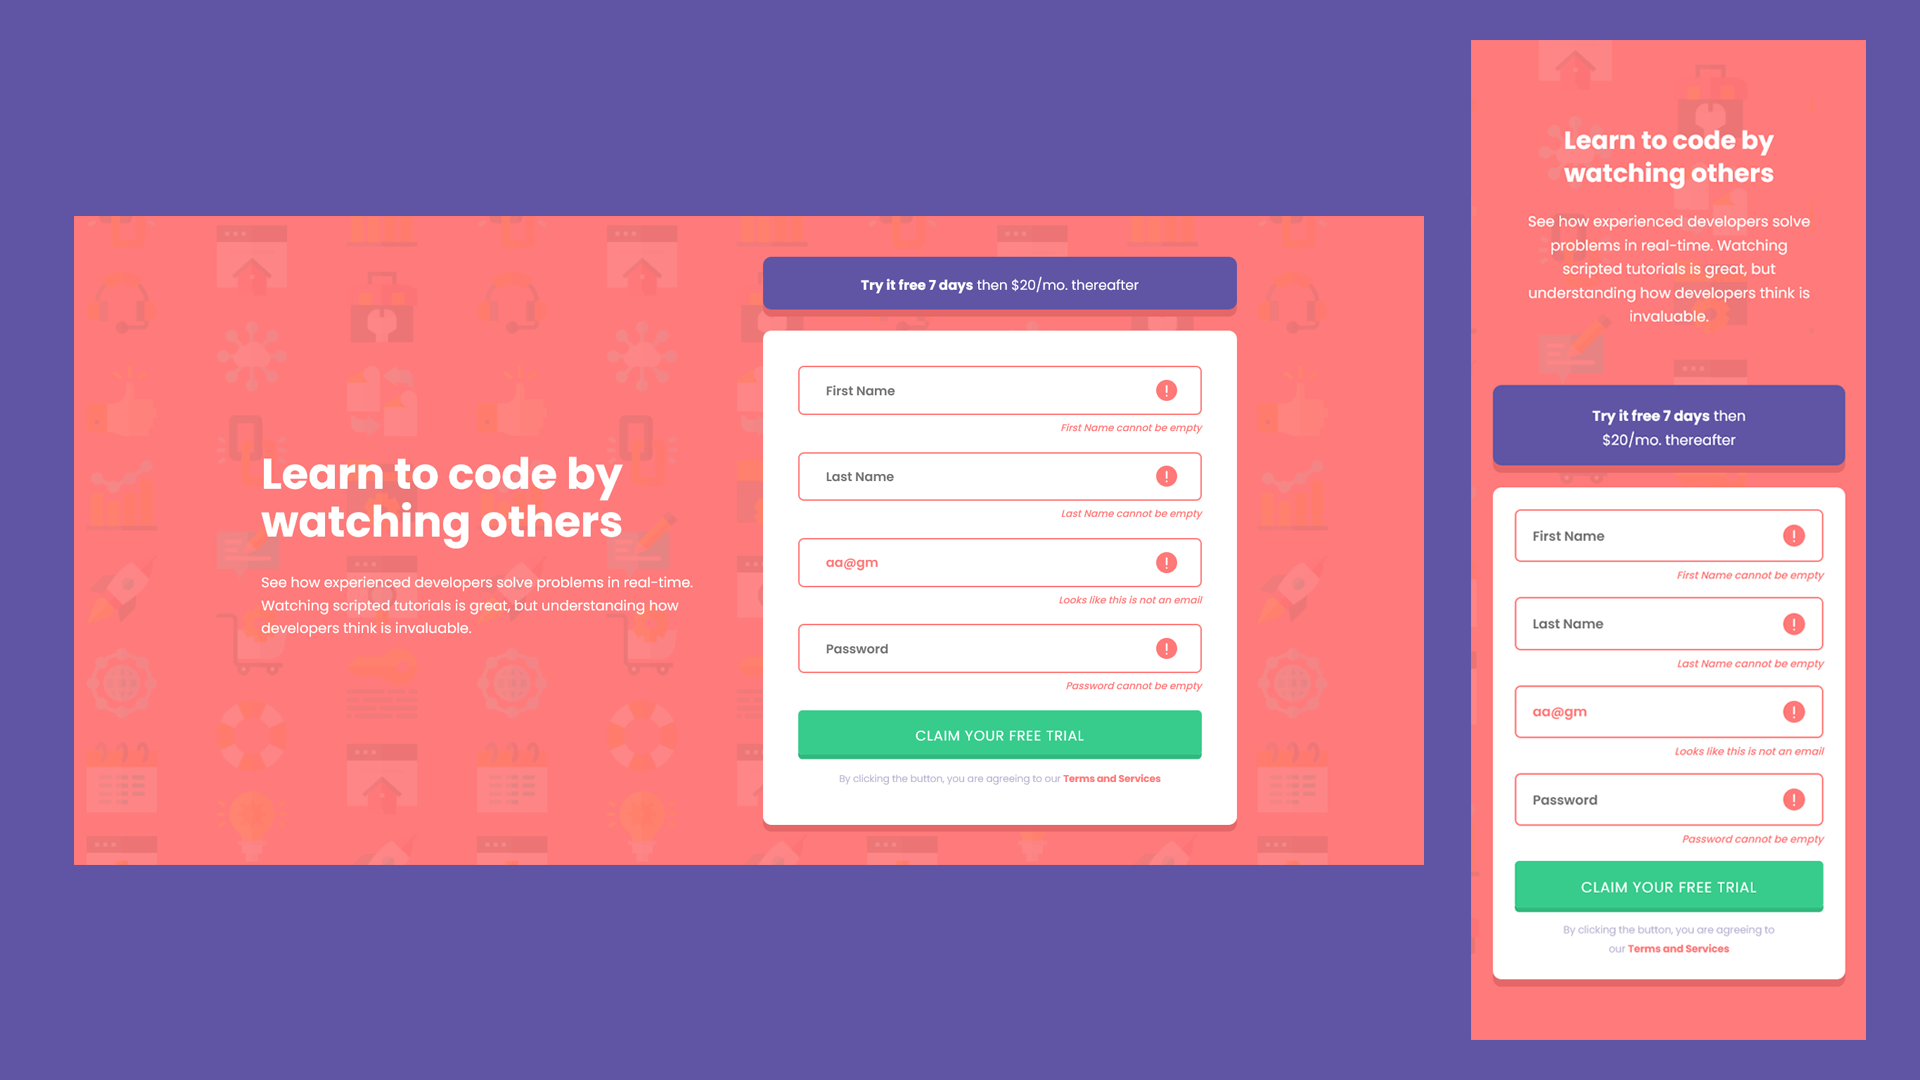 Learn to code by
watching others
See how experienced developers solve problems in real-time.
Watching scripted tutorials is great, but understanding how
developers think is invaluable.
Try it free 7 days then $20/mo. thereafter
First Name
First Name cannot be empty
Last Name
Last Name cannot be empty
aa@gm
Looks like this is not an email
Password
Password cannot be empty
CLAIM YOUR FREE TRIAL
By clicking the button, you are agreeing to our Terms and Services
Learn to code by
watching others
See how experienced developers solve
problems in real-time. Watching
scripted tutorials is great, but
understanding how developers think is
invaluable.
Try it free 7 days then
$20/mo. thereafter
First Name
First Name cannot be empty
Last Name
Last Name cannot be empty
aa@gm
Looks like this is not an email
Password
Password cannot be empty
CLAIM YOUR FREE TRIAL
By clicking the button, you are agreeing to
our Terms and Services